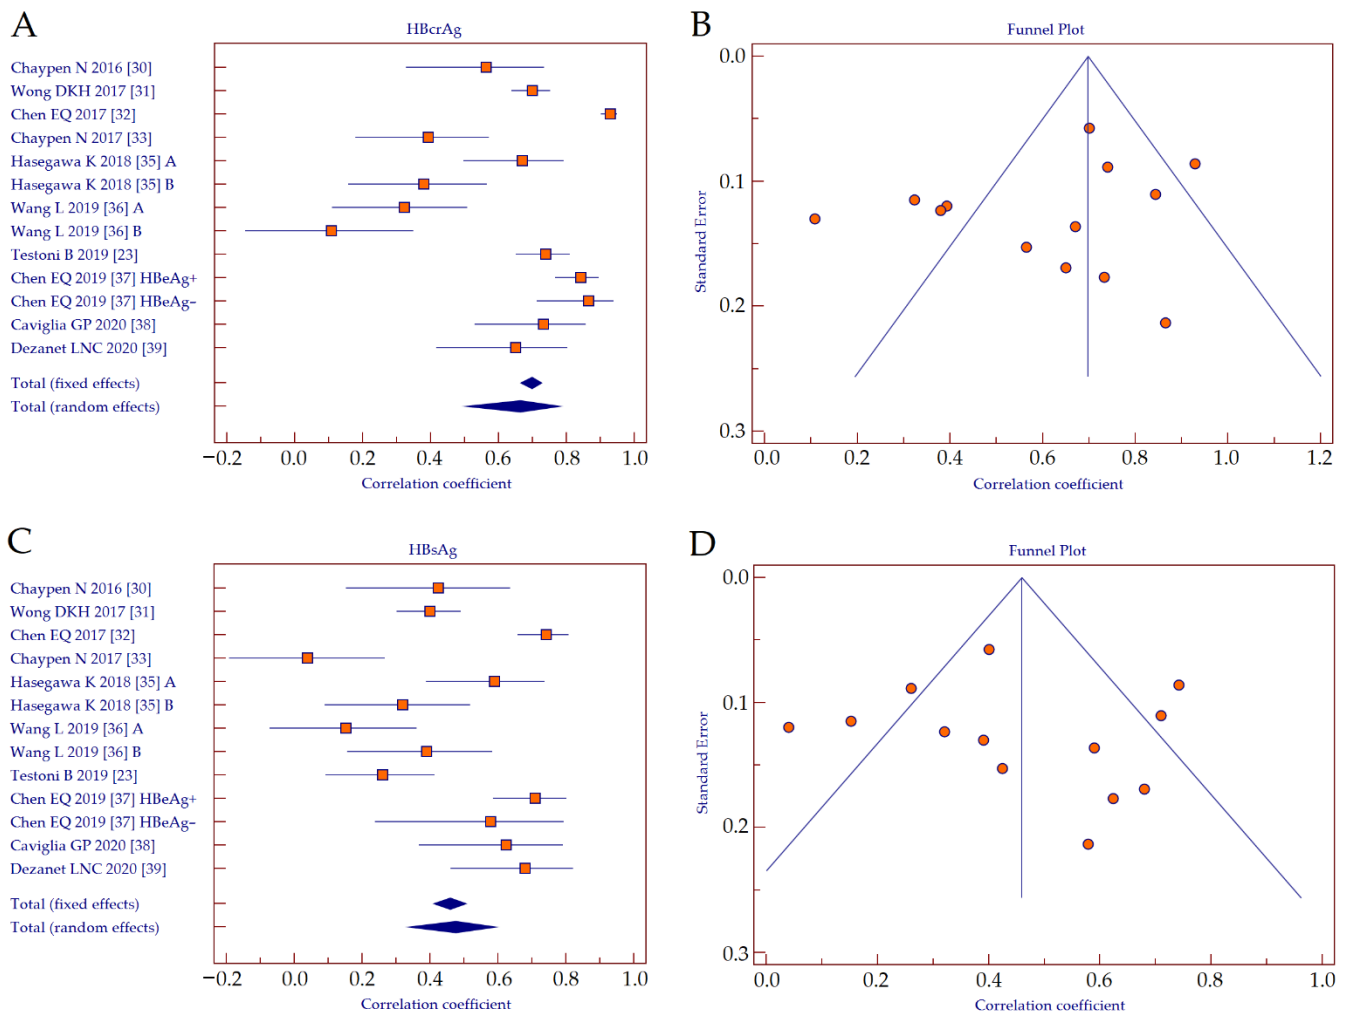 A
HBcrAg
Chaypen N 2016 [30]
Wong DKH 2017 [31]
Chen EQ 2017 [32]
Chaypen N 2017 [33]
Hasegawa K 2018 [35] A
Hasegawa K 2018 [35] B
Wang L 2019 [36] A
Wang L 2019 [36] B
Testoni B 2019 [23]
Chen EQ 2019 [37] HBeAg+
Chen EQ 2019 [37] HBeAg−
Caviglia GP 2020 [38]
Dezanet LNC 2020 [39]
Total (fixed effects)
Total (random effects)
−0.2 0.0 0.2 0.4 0.6 0.8 1.0
Correlation coefficient
B
Funnel Plot
Standard Error
0.0
0.1
0.2
0.3
0.0 0.2 0.4 0.6 0.8 1.0 1.2
Correlation coefficient
C
HBsAg
Chaypen N 2016 [30]
Wong DKH 2017 [31]
Chen EQ 2017 [32]
Chaypen N 2017 [33]
Hasegawa K 2018 [35] A
Hasegawa K 2018 [35] B
Wang L 2019 [36] A
Wang L 2019 [36] B
Testoni B 2019 [23]
Chen EQ 2019 [37] HBeAg+
Chen EQ 2019 [37] HBeAg−
Caviglia GP 2020 [38]
Dezanet LNC 2020 [39]
Total (fixed effects)
Total (random effects)
−0.2 0.0 0.2 0.4 0.6 0.8 1.0
Correlation coefficient
D
Funnel Plot
Standard Error
0.0
0.1
0.2
0.3
0.0 0.2 0.4 0.6 0.8 1.0
Correlation coefficient